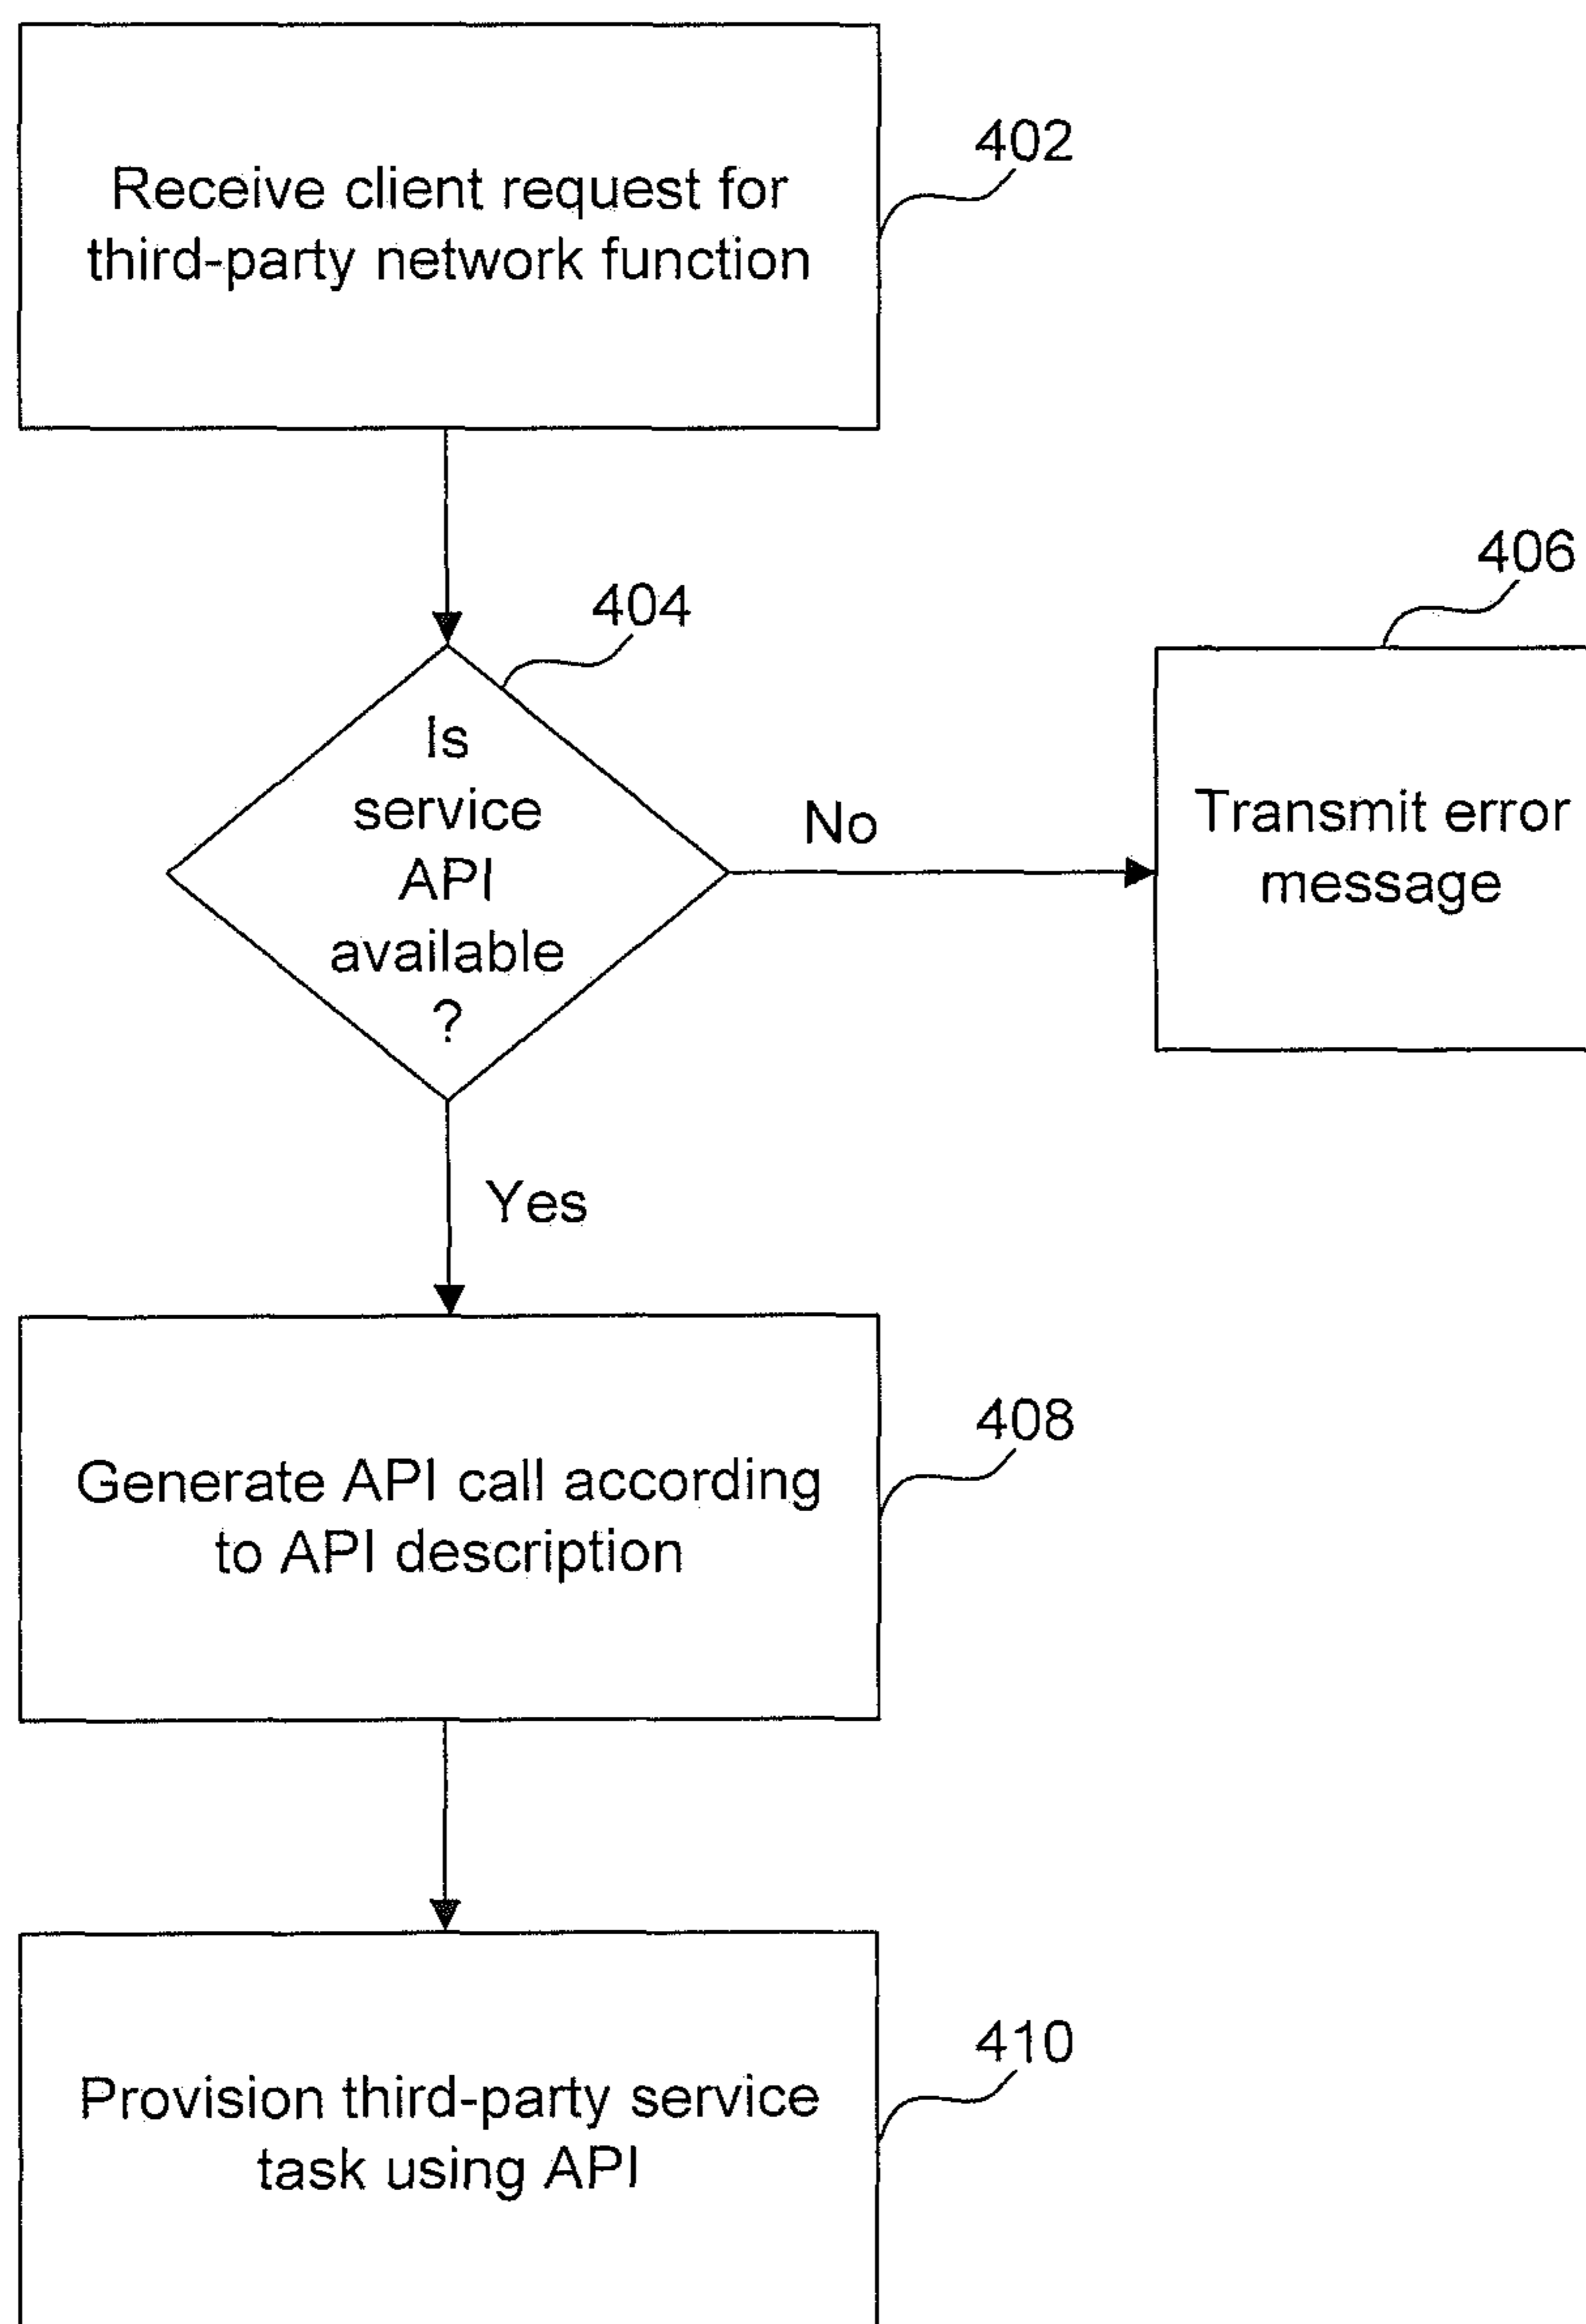 Receive client request for
third-party network function
402
404
Is
service
API
available
?
No
406
Transmit error
message
Yes
Generate API call according
to API description
408
Provision third-party service
task using API
410